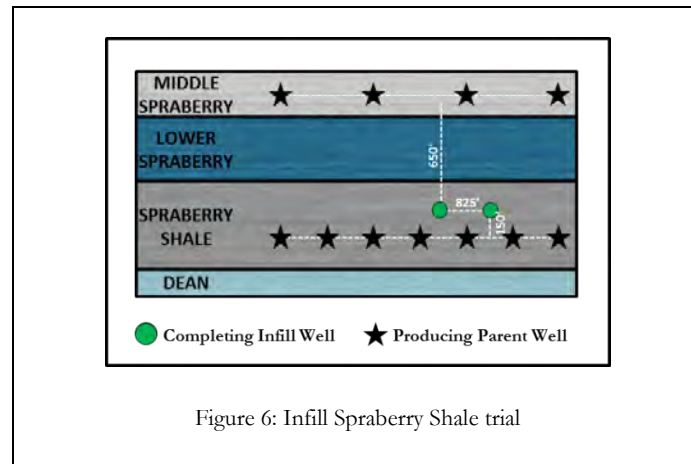 MIDDLE
SPRABERRY
LOWER
SPRABERRY
650'
825'
150'
SPRABERRY
SHALE
DEAN
Completing Infill Well
Producing Parent Well
Figure 6: Infill Spraberry Shale trial